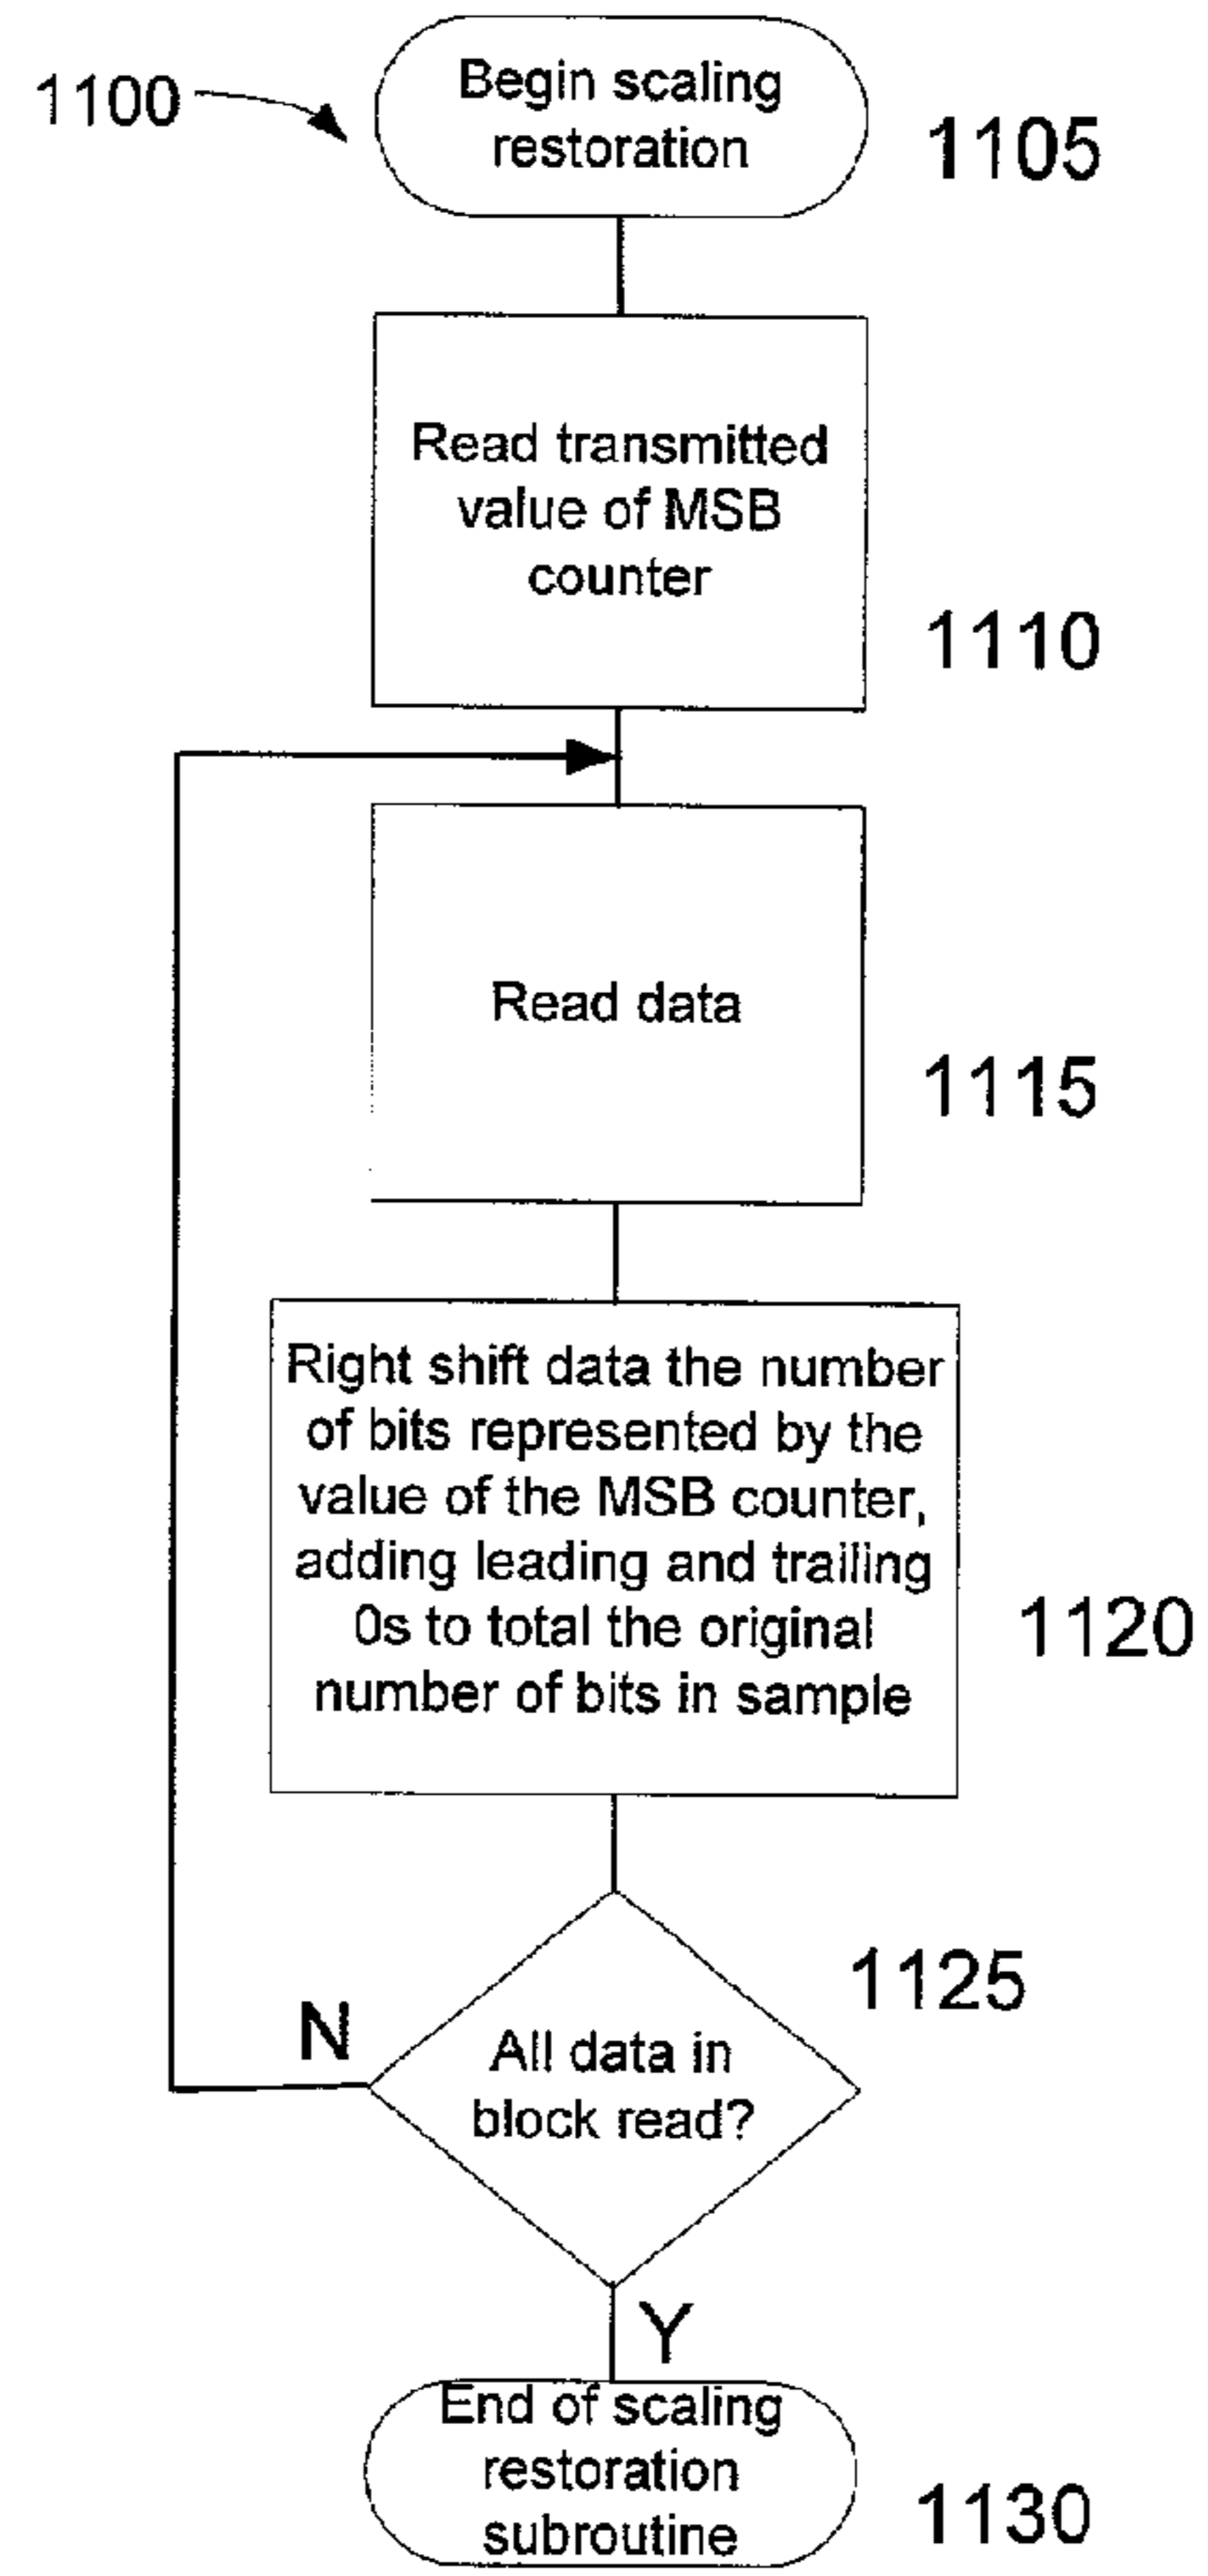 1100
Begin scaling
restoration
1105
Read transmitted
value of MSB
counter
1110
Read data
1115
Right shift data the number
of bits represented by the
value of the MSB counter,
adding leading and trailing
0s to total the original
number of bits in sample
1120
1125
N
All data in
block read?
Y
End of scaling
restoration
subroutine
1130